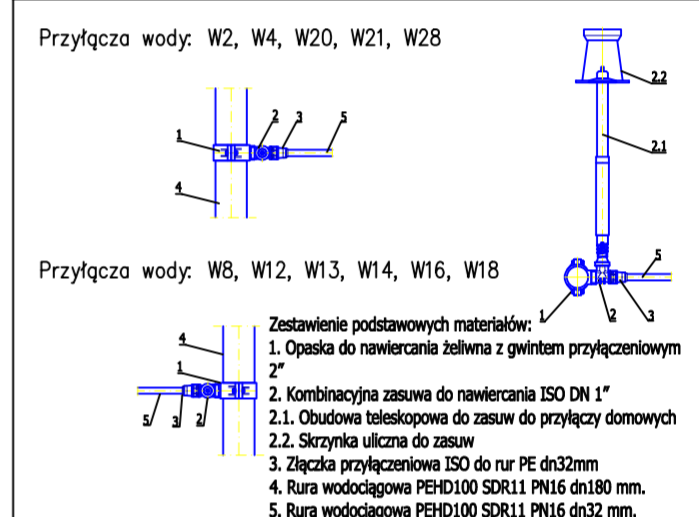 Przyłącza wody: W2, W4, W20, W21, W28
2.2
2.1
1
2
3
5
4
5
1
2
3
Przyłącza wody: W8, W12, W13, W14, W16, W18
4
1
5
3
2
Zestawienie podstawowych materiałów:
1. Opaska do nawiercania żeliwna z gwintem przyłączeniowym
2"
2. Kombinacyjna zasuwa do nawiercania ISO DN 1"
2.1. Obudowa teleskopowa do zasuw do przyłączy domowych
2.2. Skrzynka uliczna do zasuw
3. Złączka przyłączeniowa ISO do rur PE dn32mm
4. Rura wodociągowa PEHD100 SDR11 PN16 dn180 mm.
5. Rura wodociągowa PEHD100 SDR11 PN16 dn32 mm.